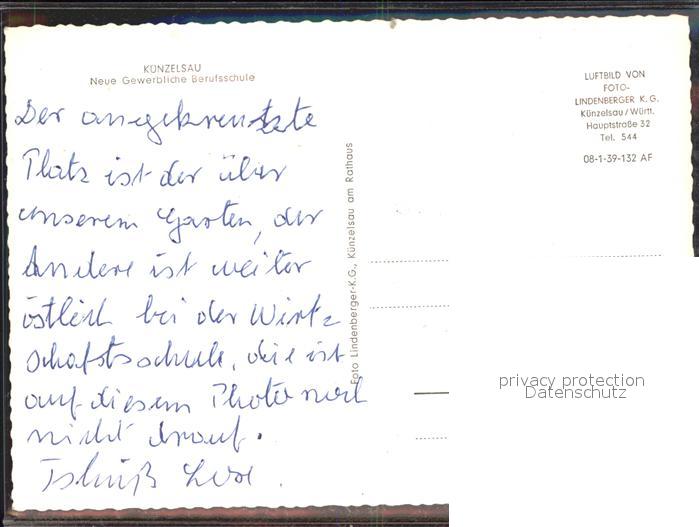 KÜNZELSAU
Neue Gewerbliche Berufsschule
Der angekreutzte
Platz ist der über
unserem Garten, der
Andere ist weiter
östlich bei der Wirt-
schaftsschule, die ist
auf diesem Photo noch
nicht drauf.
Tschüß
Foto Lindenberger-K.G., Künzelsau am Rathaus
LUFTBILD VON
FOTO-
LINDENBERGER K.G.
Künzelsau/Württ.
Hauptstraße 32
Tel. 544
08-1-39-132 AF
privacy protection
Datenschutz